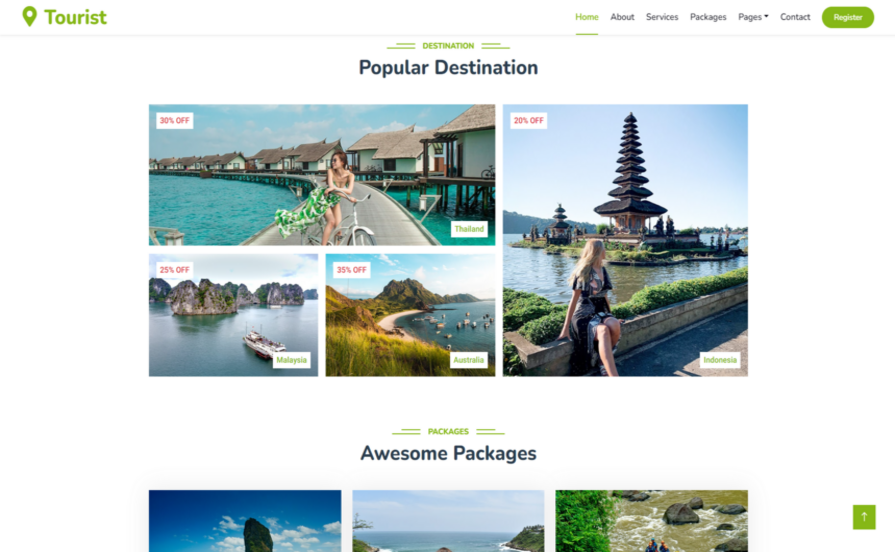 Tourist
Home About Services Packages Pages Contact Register
DESTINATION
Popular Destination
30% OFF
Thailand
20% OFF
Indonesia
25% OFF
Malaysia
35% OFF
Australia
PACKAGES
Awesome Packages